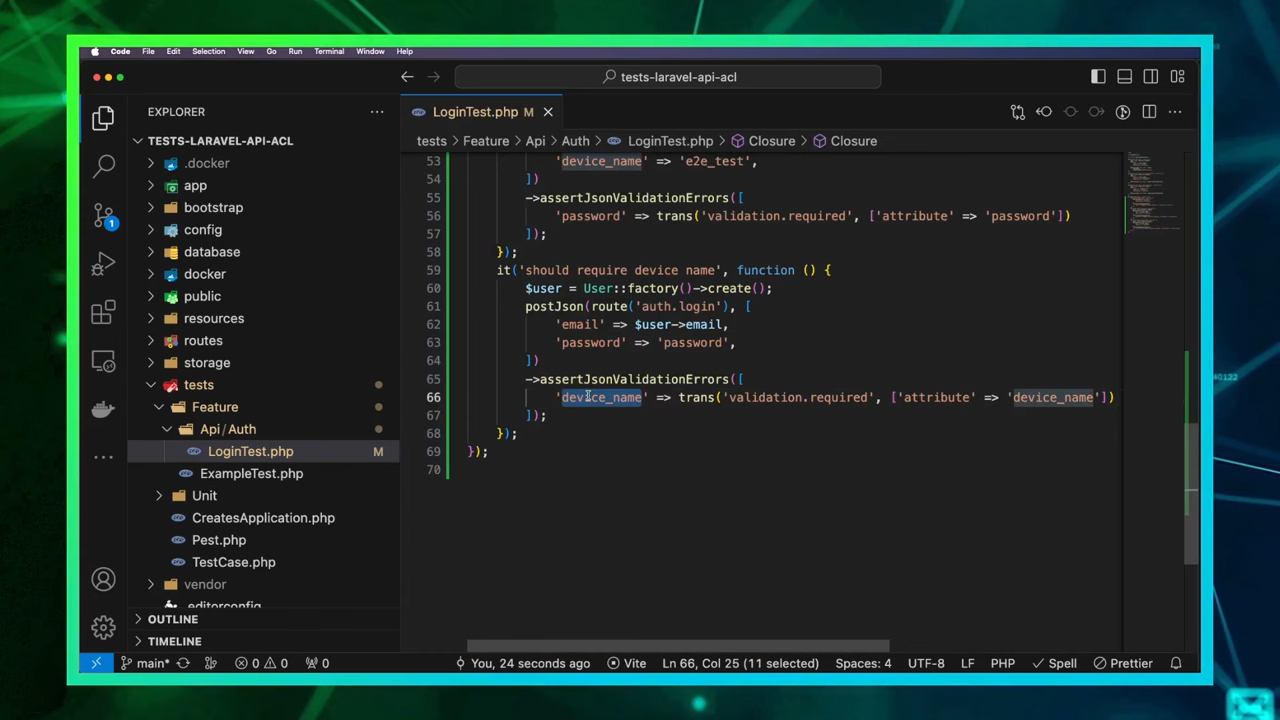 Code File Edit Selection View Go Run Terminal Window Help
tests-laravel-api-acl
EXPLORER
LoginTest.php M
TESTS-LARAVEL-API-ACL
tests > Feature > Api > Auth > LoginTest.php > Closure > Closure
.docker
app
bootstrap
config
database
docker
public
resources
routes
storage
tests
Feature
Api/Auth
LoginTest.php M
ExampleTest.php
Unit
CreatesApplication.php
Pest.php
TestCase.php
vendor
.editorconfig
OUTLINE
TIMELINE
53 'device_name' => 'e2e_test',
54 ])
55 ->assertJsonValidationErrors([
56 'password' => trans('validation.required', ['attribute' => 'password'])
57 ]);
58 });
59 it('should require device name', function () {
60 $user = User::factory()->create();
61 postJson(route('auth.login'), [
62 'email' => $user->email,
63 'password' => 'password',
64 ])
65 ->assertJsonValidationErrors([
66 'device_name' => trans('validation.required', ['attribute' => 'device_name'])
67 ]);
68 });
69 });
70
1
main* 0 0 0 You, 24 seconds ago Vite Ln 66, Col 25 (11 selected) Spaces: 4 UTF-8 LF PHP Spell Prettier